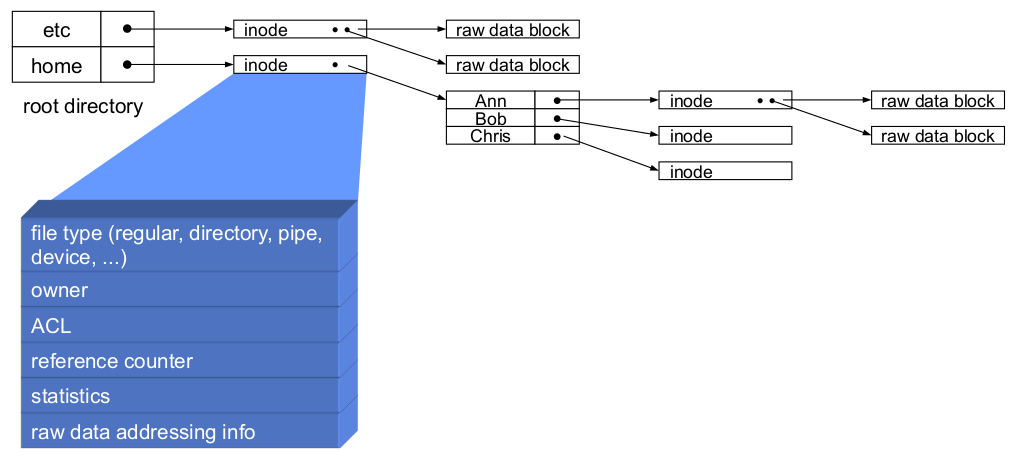 etc
inode
raw data block
home
inode
raw data block
root directory
Ann
inode
raw data block
Bob
inode
raw data block
Chris
inode
file type (regular, directory, pipe,
device, ...)
owner
ACL
reference counter
statistics
raw data addressing info